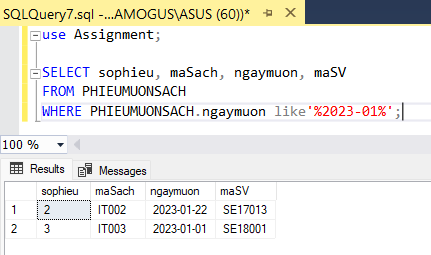 SQLQuery7.sql -...AMOGUS\ASUS (60))*
use Assignment;
SELECT sophieu, maSach, ngaymuon, maSV
FROM PHIEUMUONSACH
WHERE PHIEUMUONSACH.ngaymuon like'%2023-01%';
100 %
Results Messages
sophieu maSach ngaymuon maSV
1 2 IT002 2023-01-22 SE17013
2 3 IT003 2023-01-01 SE18001